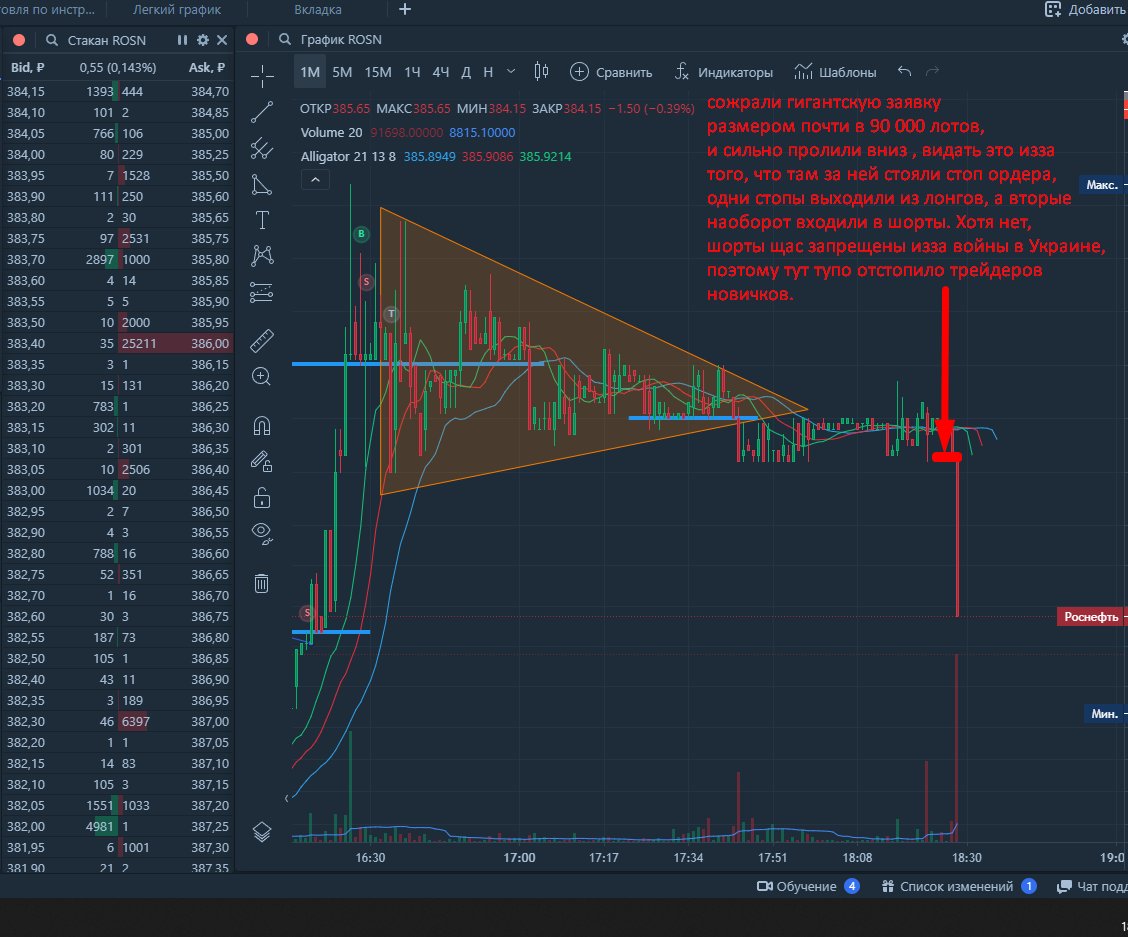 овля по инстр...
Легкий график
Вкладка
+
Добавить
Стакан ROSN
График ROSN
Bid, ₽ 0,55 (0,143%) Ask, ₽
384,15 1393 444 384,70
384,10 101 2 384,85
384,05 766 106 385,00
384,00 80 229 385,25
383,95 7 1528 385,50
383,90 111 250 385,60
383,80 2 30 385,65
383,75 97 2531 385,75
383,70 2897 1000 385,80
383,60 4 14 385,85
383,55 5 5 385,90
383,50 10 2000 385,95
383,40 35 25211 386,00
383,35 3 1 386,15
383,30 15 131 386,20
383,20 783 1 386,25
383,15 302 11 386,30
383,10 2 301 386,35
383,05 10 2506 386,40
383,00 1034 20 386,45
382,95 2 7 386,50
382,90 4 3 386,55
382,80 788 16 386,60
382,75 52 351 386,65
382,70 1 16 386,70
382,60 30 3 386,75
382,55 187 73 386,80
382,50 105 1 386,85
382,40 43 11 386,90
382,35 3 189 386,95
382,30 46 6397 387,00
382,20 1 1 387,05
382,15 14 83 387,10
382,10 105 3 387,15
382,05 1551 1033 387,20
382,00 4981 1 387,25
381,95 6 1001 387,30
381,90 21 2 387,35
1М 5М 15М 1Ч 4Ч Д Н Сравнить Индикаторы Шаблоны
ОТКР385.65 МАКС385.65 МИН384.15 ЗАКР384.15 −1.50 (−0.39%)
Volume 20 91698.00000 8815.10000
Alligator 21 13 8 385.8949 385.9086 385.9214
сожрали гигантскую заявку
размером почти в 90 000 лотов,
и сильно пролили вниз , видать это изза
того, что там за ней стояли стоп ордера,
одни стопы выходили из лонгов, а вторые
наоборот входили в шорты. Хотя нет,
шорты щас запрещены изза войны в Украине,
поэтому тут тупо отстопило трейдеров
новичков.
Макс.
B
S
T
S
Роснефть
Мин.
16:30 17:00 17:17 17:34 17:51 18:08 18:30 19:0
Обучение 4 Список изменений 1 Чат подд